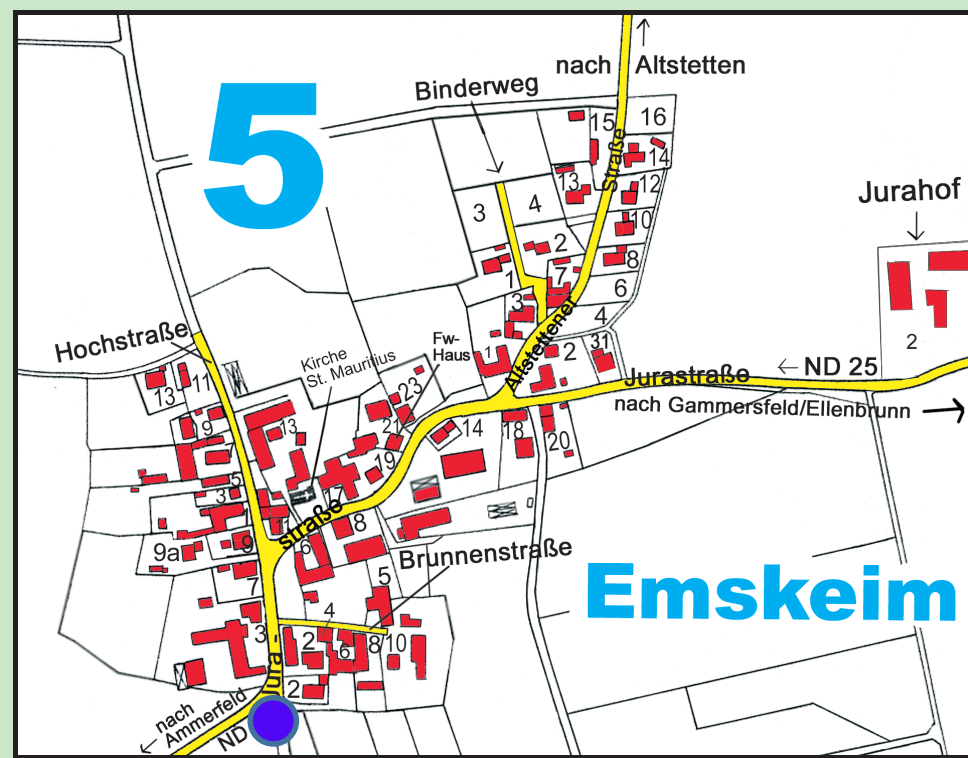 nach Altstetten
Binderweg
5
15
16
Straße
14
13
12
Jurahof
3
4
10
2
8
1
7
6
3
4
2
Hochstraße
Kirche
St. Mauritius
Fw-
Haus
1
Altstettener
2
31
Jurastraße
← ND 25
nach Gammersfeld/Ellenbrunn →
13
11
23
9
13
21
14
18
20
7
19
5
3
17
1
11
straße
8
9a
9
6
Brunnenstraße
7
5
Emskeim
4
3
2
6
8
10
Jura -
2
nach
Ammerfeld
ND